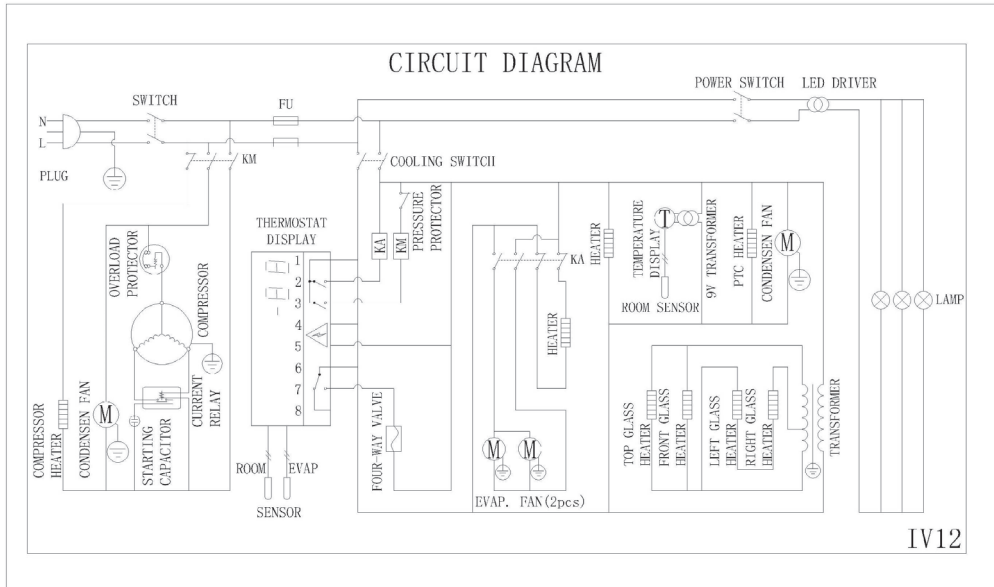 CIRCUIT DIAGRAM
POWER SWITCH
LED DRIVER
SWITCH
FU
N
L
PLUG
KM
COOLING SWITCH
THERMOSTAT
DISPLAY
1
2
3
4
5
6
7
8
KA
KM
PRESSURE
PROTECTOR
OVERLOAD
PROTECTOR
COMPRESSOR
CURRENT
RELAY
COMPRESSOR
HEATER
CONDENSEN FAN
M
STARTING
CAPACITOR
ROOM
EVAP
SENSOR
FOUR-WAY VALVE
KA
HEATER
HEATER
M
M
EVAP. FAN(2pcs)
TEMPERATURE
DISPLAY
T
ROOM SENSOR
9V TRANSFORMER
PTC HEATER
CONDENSEN FAN
M
LAMP
TOP GLASS
HEATER
FRONT GLASS
HEATER
LEFT GLASS
HEATER
RIGHT GLASS
HEATER
TRANSFORMER
IV12